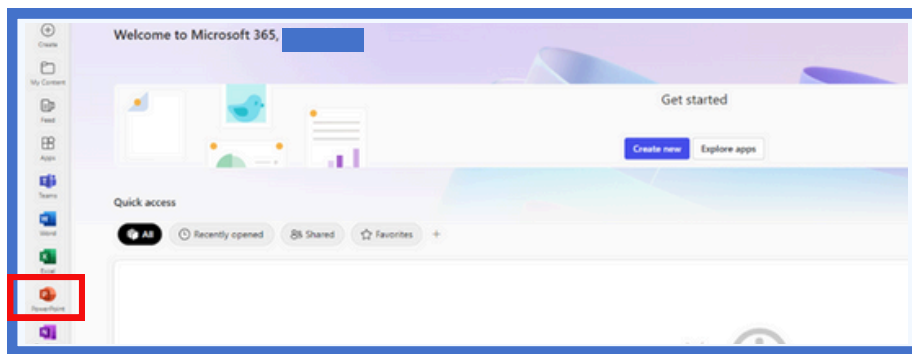 Create
My Content
Feed
Apps
Teams
Word
Excel
PowerPoint
Welcome to Microsoft 365,
Get started
Create new
Explore apps
Quick access
All
Recently opened
Shared
Favorites
+